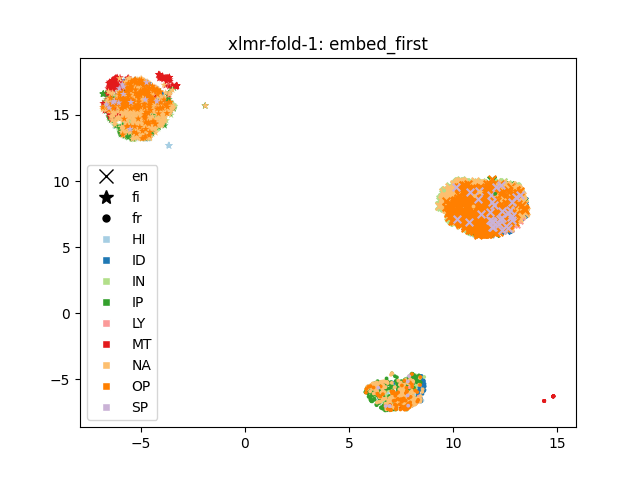 xlmr-fold-1: embed_first
15
10
5
0
−5
−5
0
5
10
15
en
fi
fr
HI
ID
IN
IP
LY
MT
NA
OP
SP